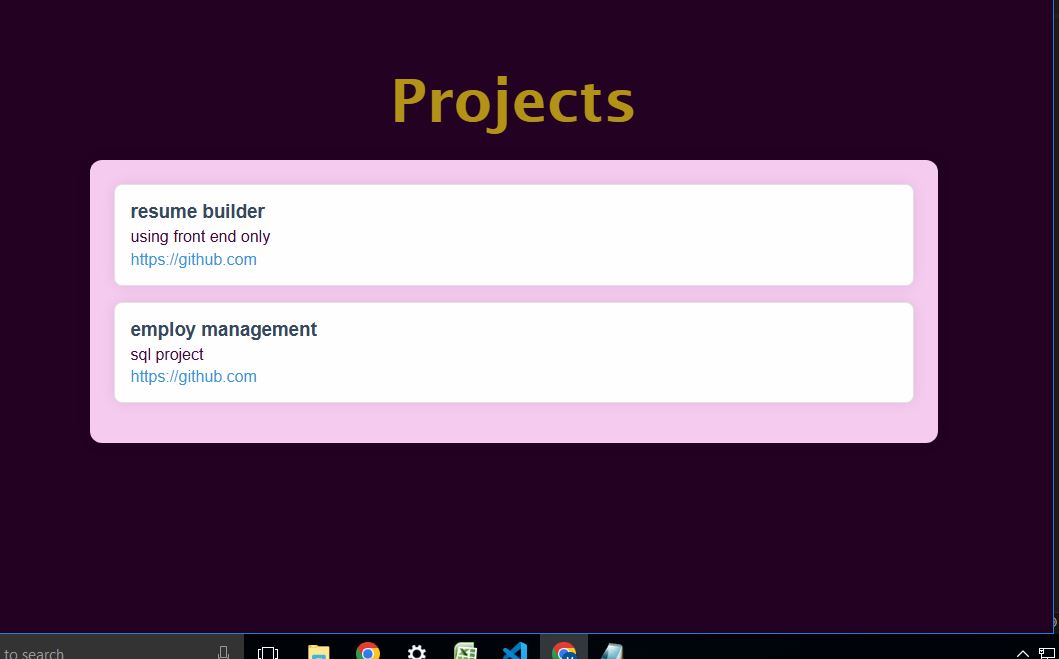 Projects
resume builder
using front end only
https://github.com
employ management
sql project
https://github.com
to search